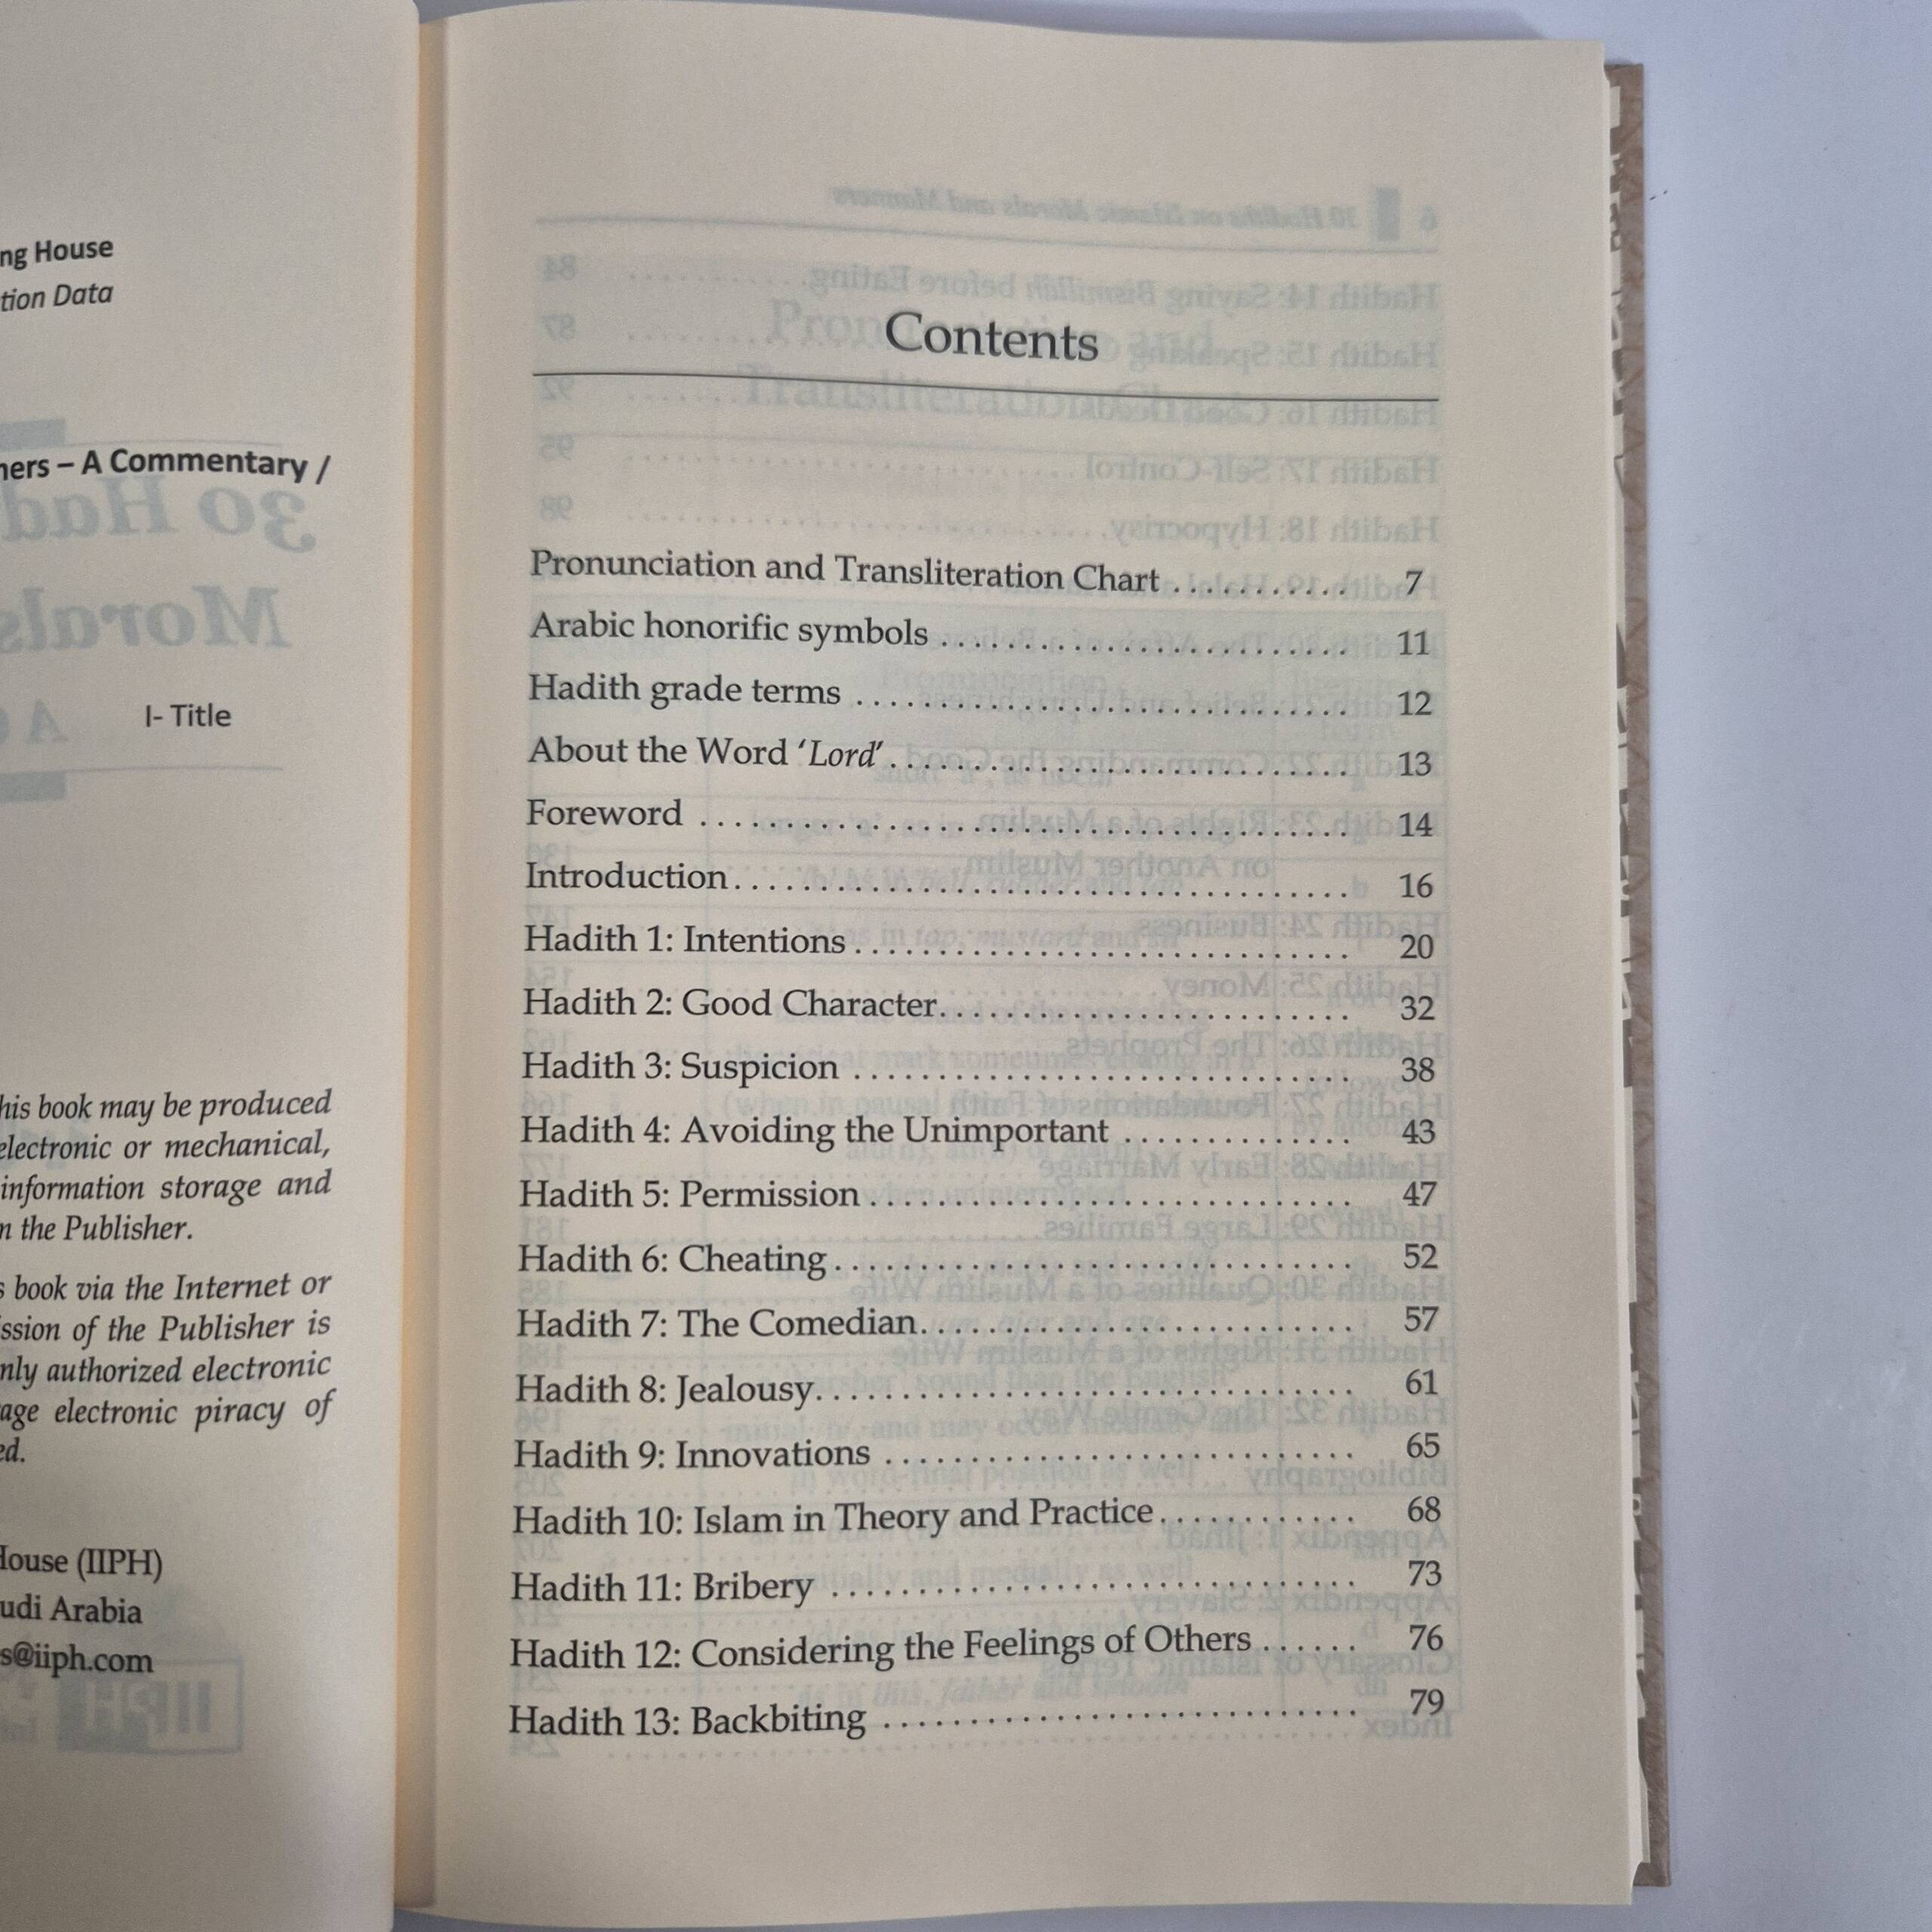 ng House
tion Data
ners – A Commentary /
I- Title
his book may be produced
electronic or mechanical,
information storage and
n the Publisher.
s book via the Internet or
ssion of the Publisher is
nly authorized electronic
age electronic piracy of
ed.
House (IIPH)
udi Arabia
s@iiph.com
Contents
Pronunciation and Transliteration Chart .......... 7
Arabic honorific symbols ......................... 11
Hadith grade terms .............................. 12
About the Word 'Lord' ............................ 13
Foreword ....................................... 14
Introduction..................................... 16
Hadith 1: Intentions .............................. 20
Hadith 2: Good Character......................... 32
Hadith 3: Suspicion .............................. 38
Hadith 4: Avoiding the Unimportant .............. 43
Hadith 5: Permission ............................. 47
Hadith 6: Cheating ............................... 52
Hadith 7: The Comedian.......................... 57
Hadith 8: Jealousy................................ 61
Hadith 9: Innovations ............................ 65
Hadith 10: Islam in Theory and Practice............ 68
Hadith 11: Bribery ............................... 73
Hadith 12: Considering the Feelings of Others ...... 76
Hadith 13: Backbiting ............................ 79